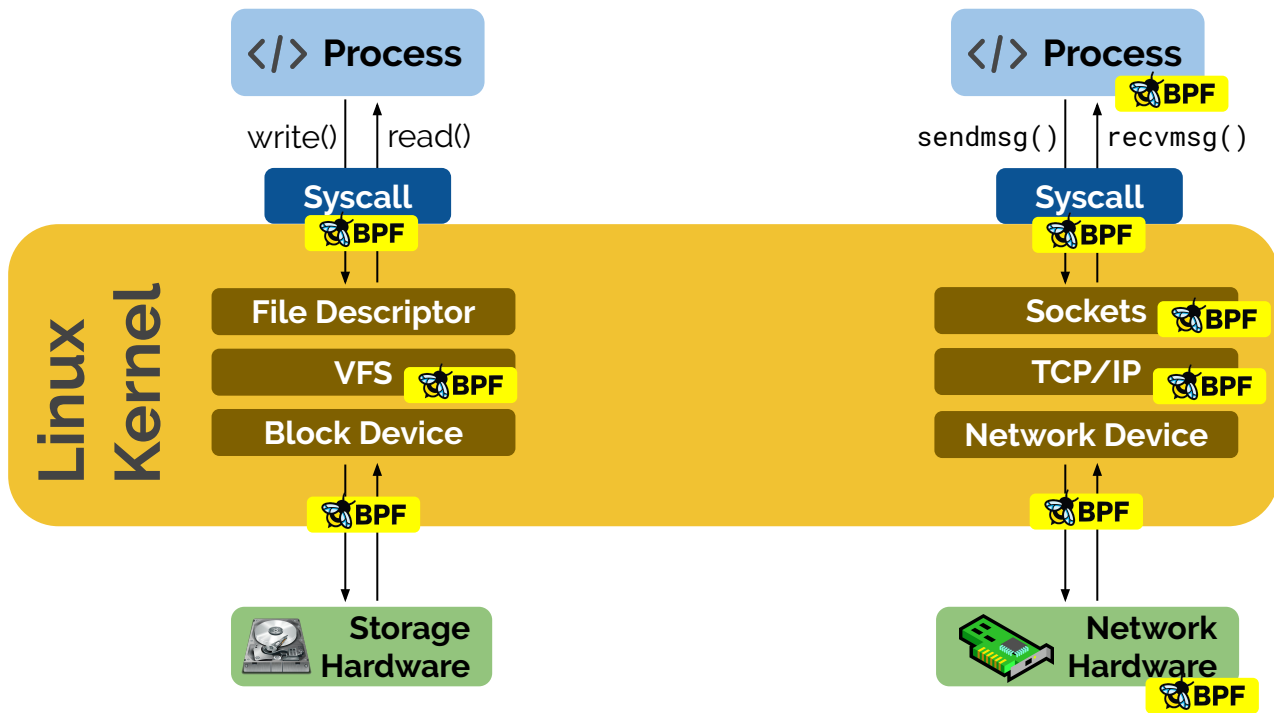 </> Process
</> Process
BPF
write()
read()
sendmsg()
recvmsg()
Syscall
BPF
Syscall
BPF
Linux
Kernel
File Descriptor
VFS
BPF
Block Device
BPF
Sockets
BPF
TCP/IP
BPF
Network Device
BPF
Storage
Hardware
Network
Hardware
BPF